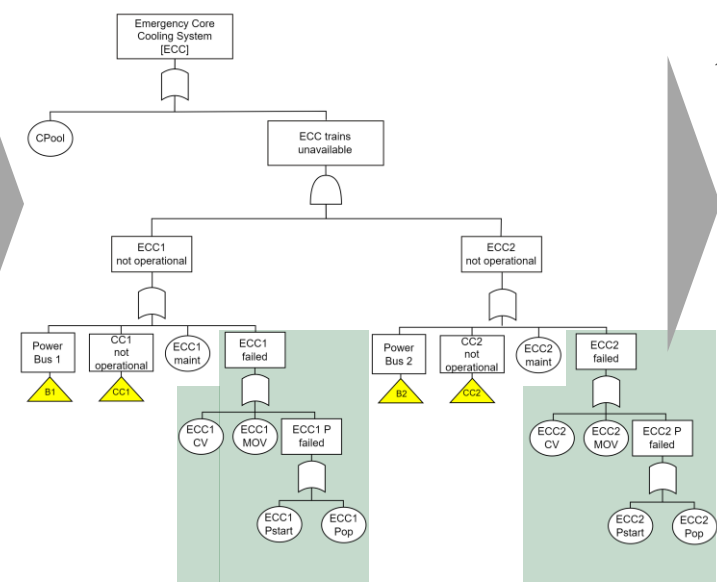 Emergency Core
Cooling System
[ECC]
CPool
ECC trains
unavailable
ECC1
not operational
ECC2
not operational
Power
Bus 1
CC1
not
operational
ECC1
maint
ECC1
failed
Power
Bus 2
CC2
not
operational
ECC2
maint
ECC2
failed
B1
CC1
B2
CC2
ECC1
CV
ECC1
MOV
ECC1 P
failed
ECC2
CV
ECC2
MOV
ECC2 P
failed
ECC1
Pstart
ECC1
Pop
ECC2
Pstart
ECC2
Pop